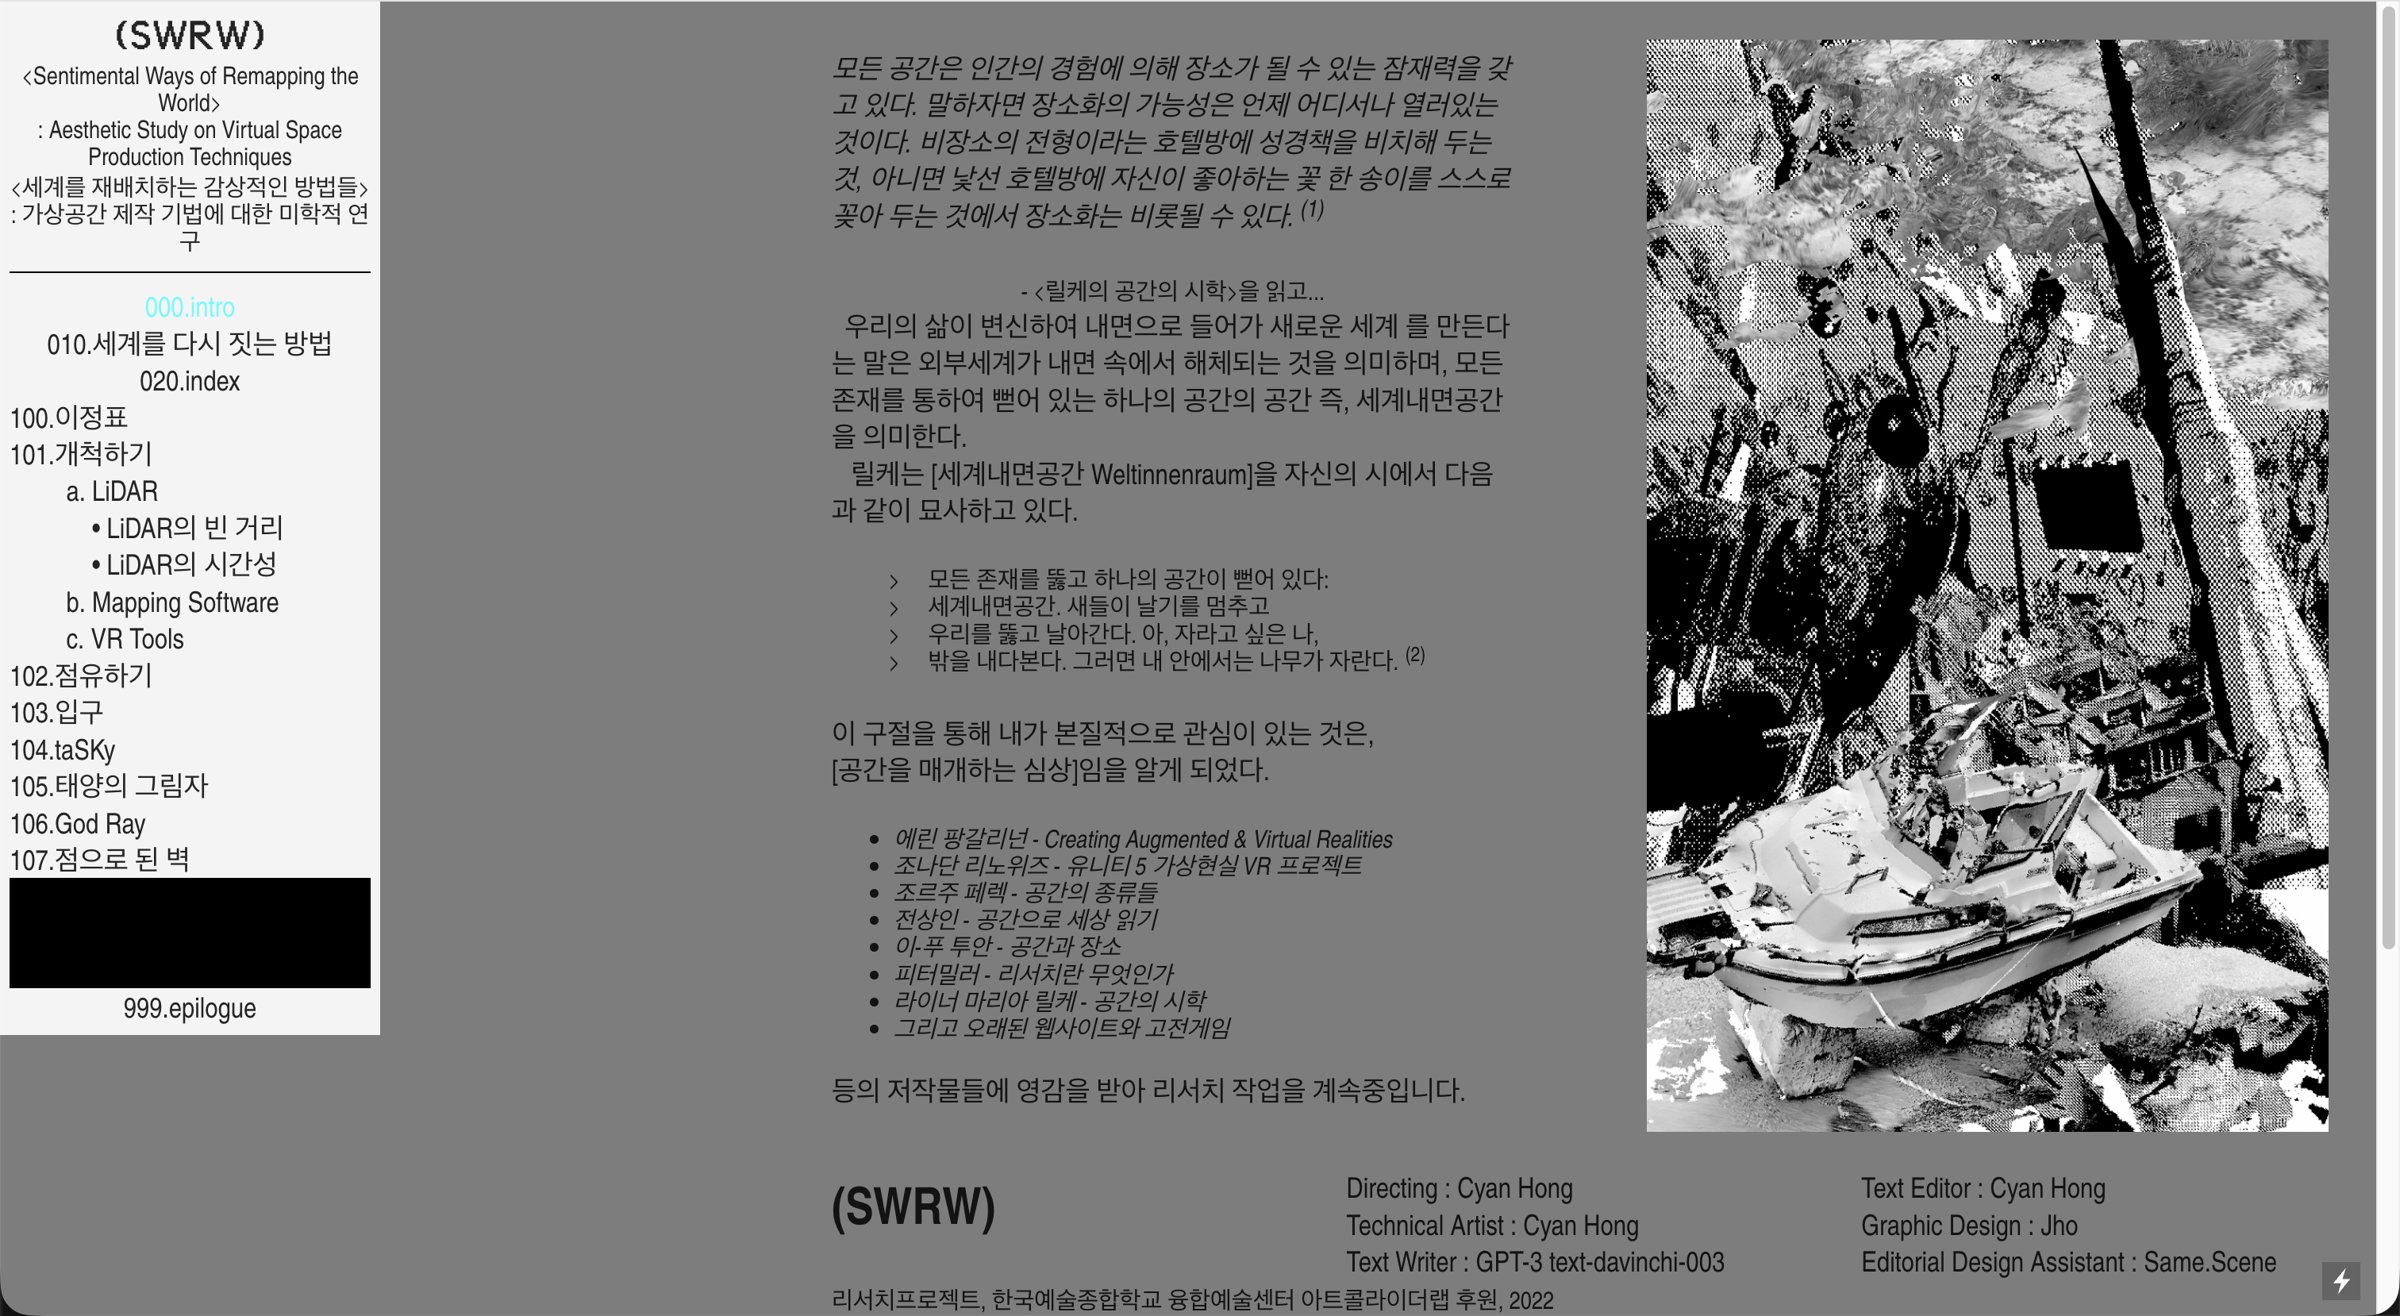 (SWRW)
<Sentimental Ways of Remapping the
World>
: Aesthetic Study on Virtual Space
Production Techniques
<세계를 재배치하는 감상적인 방법들>
: 가상공간 제작 기법에 대한 미학적 연
구
000.intro
010.세계를 다시 짓는 방법
020.index
100.이정표
101.개척하기
a. LiDAR
• LiDAR의 빈 거리
• LiDAR의 시간성
b. Mapping Software
c. VR Tools
102.점유하기
103.입구
104.taSKy
105.태양의 그림자
106.God Ray
107.점으로 된 벽
999.epilogue
모든 공간은 인간의 경험에 의해 장소가 될 수 있는 잠재력을 갖
고 있다. 말하자면 장소화의 가능성은 언제 어디서나 열러있는
것이다. 비장소의 전형이라는 호텔방에 성경책을 비치해 두는
것, 아니면 낯선 호텔방에 자신이 좋아하는 꽃 한 송이를 스스로
꽂아 두는 것에서 장소화는 비롯될 수 있다. (1)
- <릴케의 공간의 시학>을 읽고...
우리의 삶이 변신하여 내면으로 들어가 새로운 세계 를 만든다
는 말은 외부세계가 내면 속에서 해체되는 것을 의미하며, 모든
존재를 통하여 뻗어 있는 하나의 공간의 공간 즉, 세계내면공간
을 의미한다.
릴케는 [세계내면공간 Weltinnenraum]을 자신의 시에서 다음
과 같이 묘사하고 있다.
> 모든 존재를 뚫고 하나의 공간이 뻗어 있다:
> 세계내면공간. 새들이 날기를 멈추고
> 우리를 뚫고 날아간다. 아, 자라고 싶은 나,
> 밖을 내다본다. 그러면 내 안에서는 나무가 자란다. (2)
이 구절을 통해 내가 본질적으로 관심이 있는 것은,
[공간을 매개하는 심상]임을 알게 되었다.
• 에린 팡갈리넌 - Creating Augmented & Virtual Realities
• 조나단 리노위즈 - 유니티 5 가상현실 VR 프로젝트
• 조르주 페렉 - 공간의 종류들
• 전상인 - 공간으로 세상 읽기
• 이-푸 투안 - 공간과 장소
• 피터밀러 - 리서치란 무엇인가
• 라이너 마리아 릴케 - 공간의 시학
• 그리고 오래된 웹사이트와 고전게임
등의 저작물들에 영감을 받아 리서치 작업을 계속중입니다.
(SWRW)
Directing : Cyan Hong
Technical Artist : Cyan Hong
Text Writer : GPT-3 text-davinchi-003
Text Editor : Cyan Hong
Graphic Design : Jho
Editorial Design Assistant : Same.Scene
리서치프로젝트, 한국예술종합학교 융합예술센터 아트콜라이더랩 후원, 2022